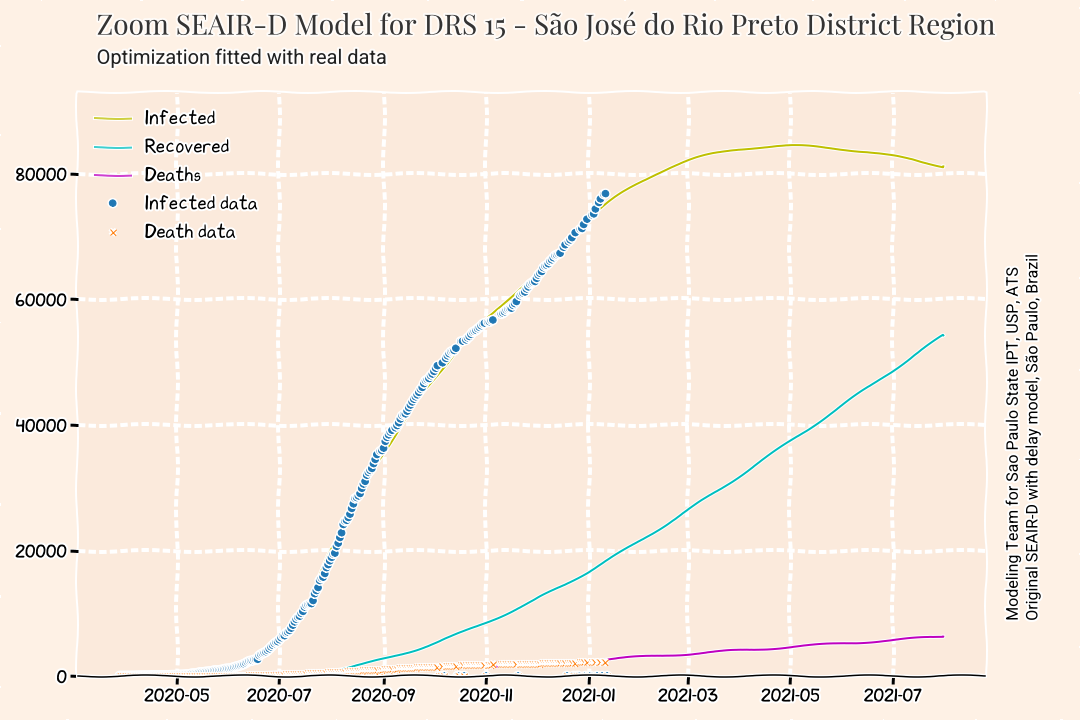 Zoom SEAIR-D Model for DRS 15 - São José do Rio Preto District Region
Optimization fitted with real data
Infected
Recovered
Deaths
Infected data
Death data
80000
60000
40000
20000
0
2020-05
2020-07
2020-09
2020-11
2021-01
2021-03
2021-05
2021-07
Modeling Team for Sao Paulo State IPT, USP, ATS
Original SEAIR-D with delay model, São Paulo, Brazil